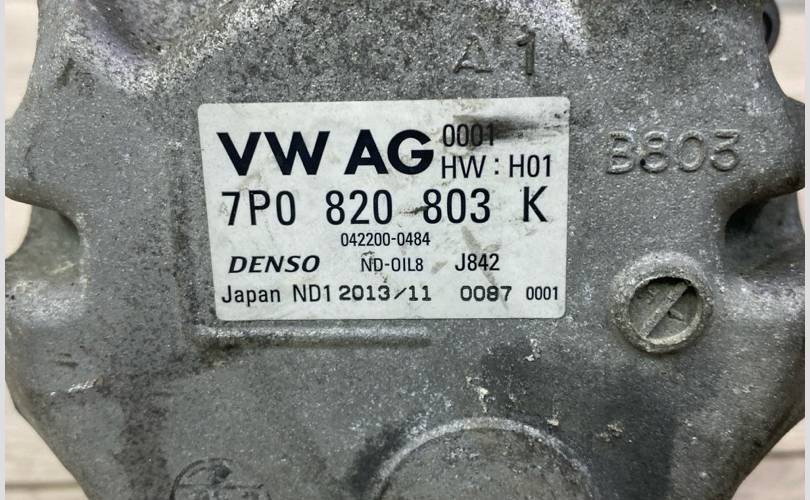 A1
VW AG 0001
HW : H01
B803
7P0 820 803 K
042200-0484
DENSO ND-OIL8 J842
Japan ND1 2013/11 0087 0001